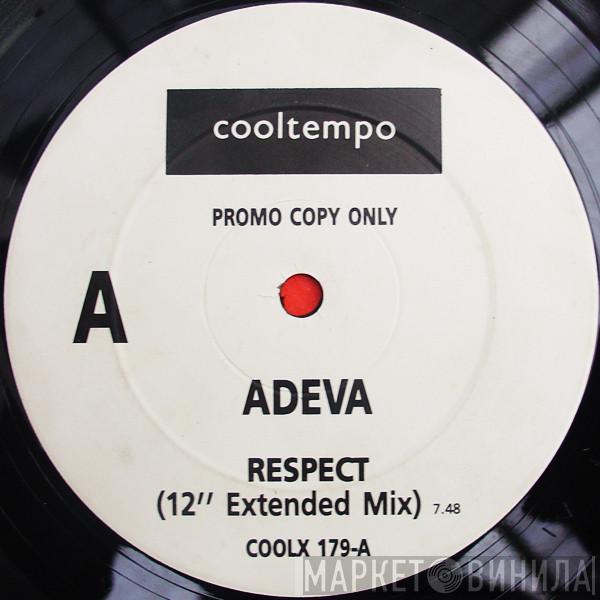 cooltempo
PROMO COPY ONLY
A
ADEVA
RESPECT
(12" Extended Mix) 7.48
COOLX 179-A
МАРКЕТ ВИНИЛА